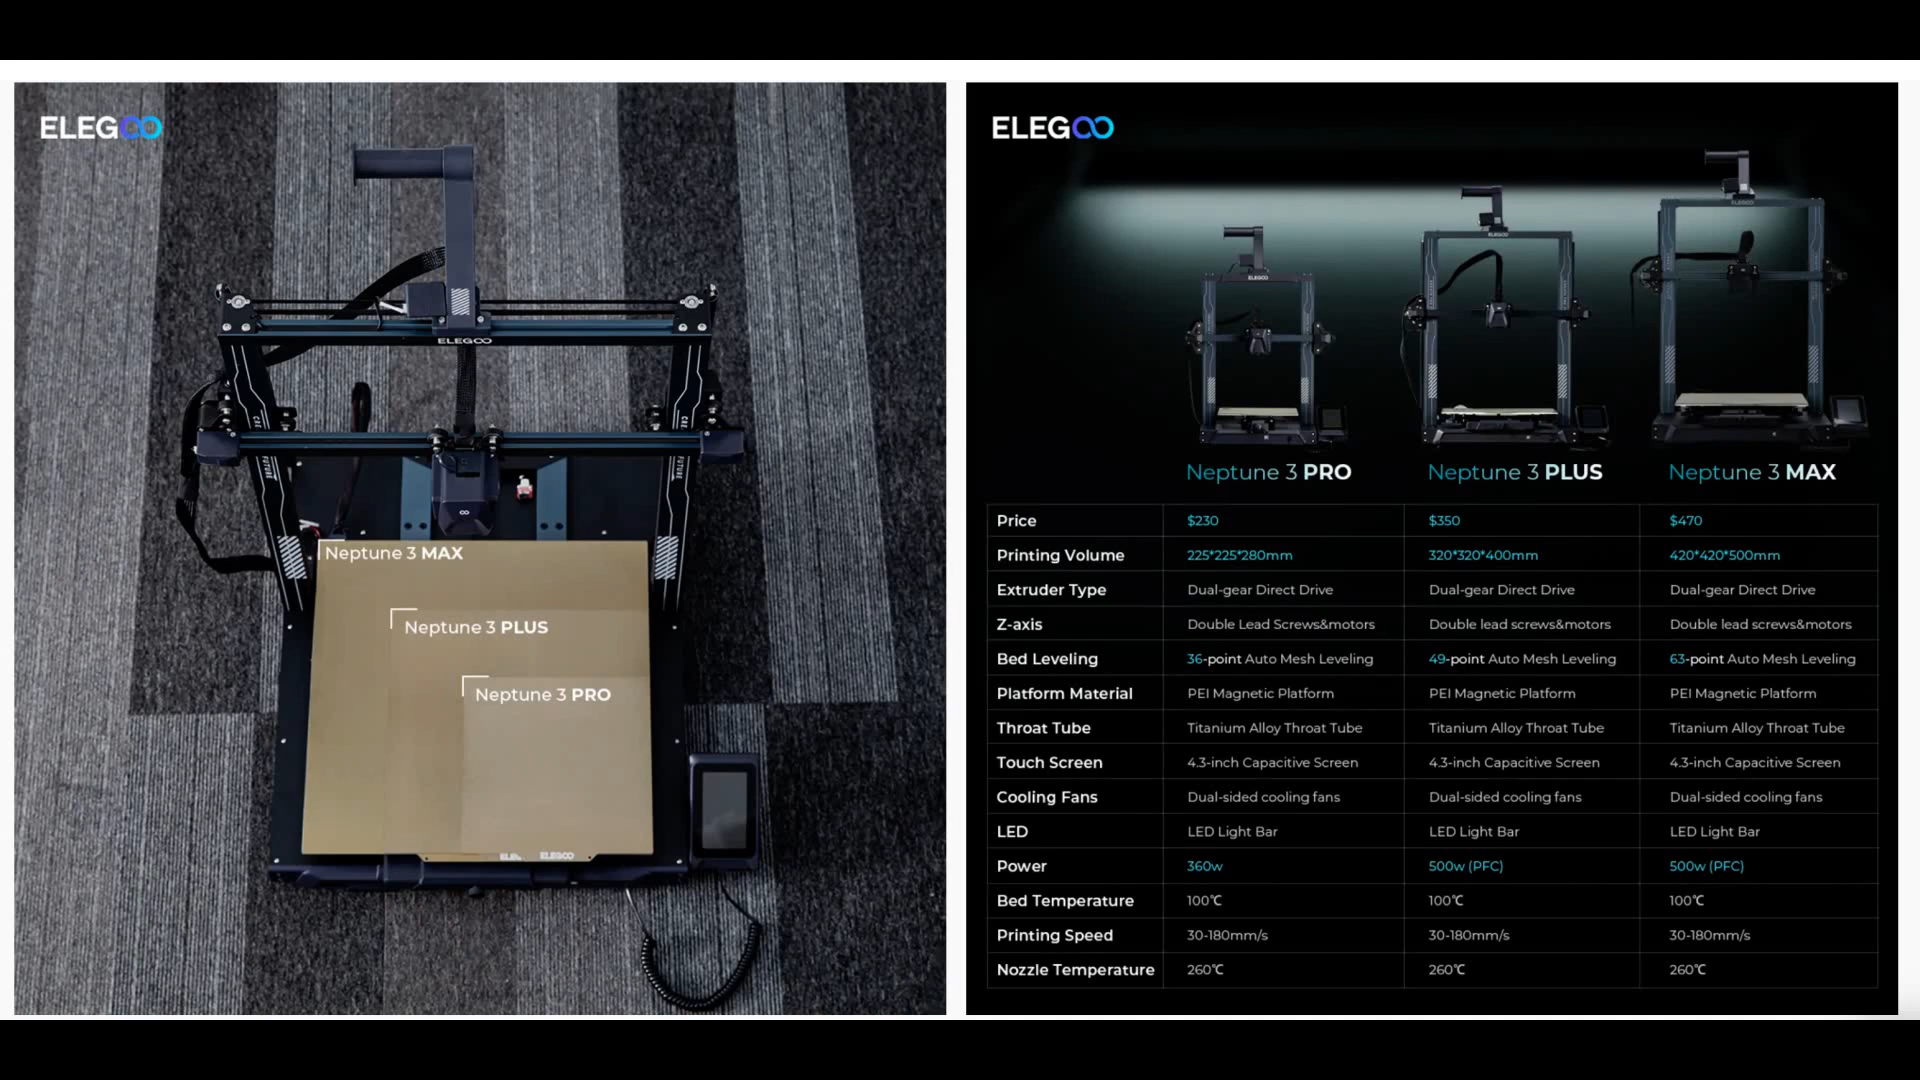 ELEGOO
ELEGOO
Neptune 3 MAX
Neptune 3 PLUS
Neptune 3 PRO
ELEGOO
ELEGOO
Neptune 3 PRO Neptune 3 PLUS Neptune 3 MAX
Price $230 $350 $470
Printing Volume 225*225*280mm 320*320*400mm 420*420*500mm
Extruder Type Dual-gear Direct Drive Dual-gear Direct Drive Dual-gear Direct Drive
Z-axis Double Lead Screws&motors Double lead screws&motors Double lead screws&motors
Bed Leveling 36-point Auto Mesh Leveling 49-point Auto Mesh Leveling 63-point Auto Mesh Leveling
Platform Material PEI Magnetic Platform PEI Magnetic Platform PEI Magnetic Platform
Throat Tube Titanium Alloy Throat Tube Titanium Alloy Throat Tube Titanium Alloy Throat Tube
Touch Screen 4.3-inch Capacitive Screen 4.3-inch Capacitive Screen 4.3-inch Capacitive Screen
Cooling Fans Dual-sided cooling fans Dual-sided cooling fans Dual-sided cooling fans
LED LED Light Bar LED Light Bar LED Light Bar
Power 360w 500w (PFC) 500w (PFC)
Bed Temperature 100℃ 100℃ 100℃
Printing Speed 30-180mm/s 30-180mm/s 30-180mm/s
Nozzle Temperature 260℃ 260℃ 260℃